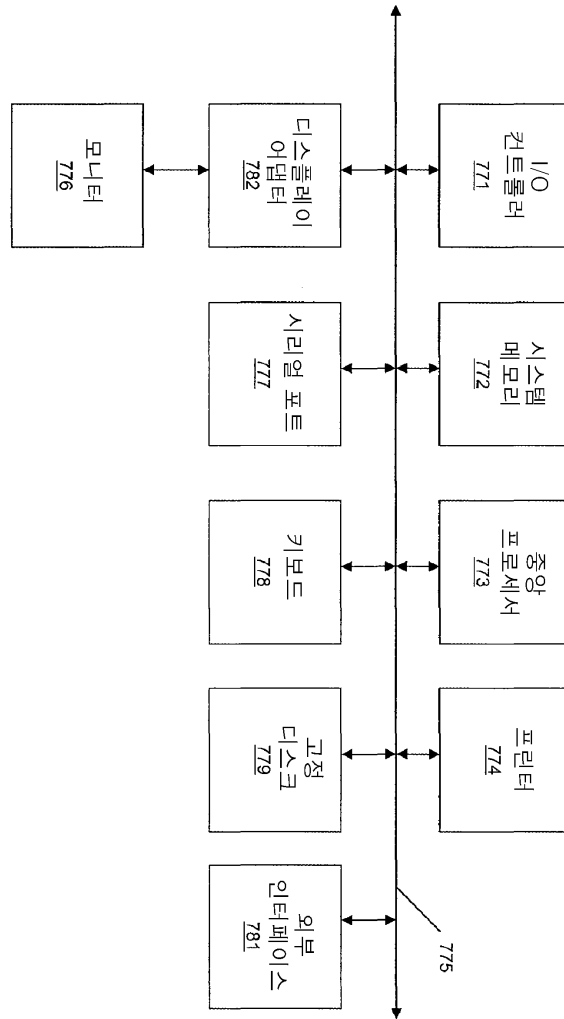 I/O
컨트롤러
771
시스템
메모리
772
중앙
프로세서
773
프린터
774
775
디스플레이
어댑터
782
시리얼 포트
777
키보드
778
고정
디스크
779
외부
인터페이스
781
모니터
776